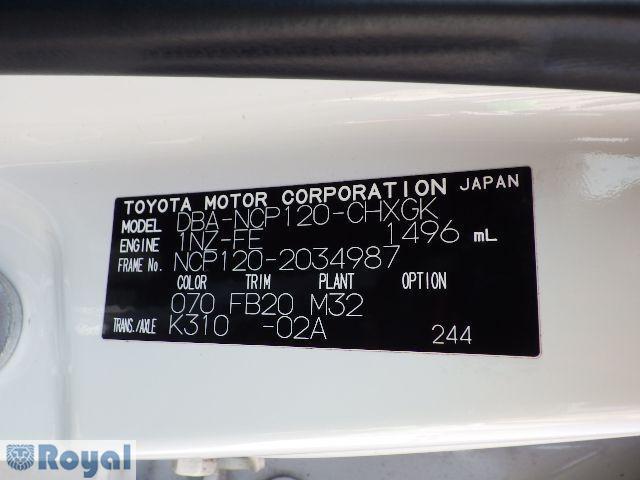 TOYOTA MOTOR CORPORATION JAPAN
MODEL DBA-NCP120-CHXGK
ENGINE 1NZ-FE 1496 mL
FRAME No. NCP120-2034987
COLOR TRIM PLANT OPTION
070 FB20 M32
TRANS./AXLE K310 -02A 244
Royal